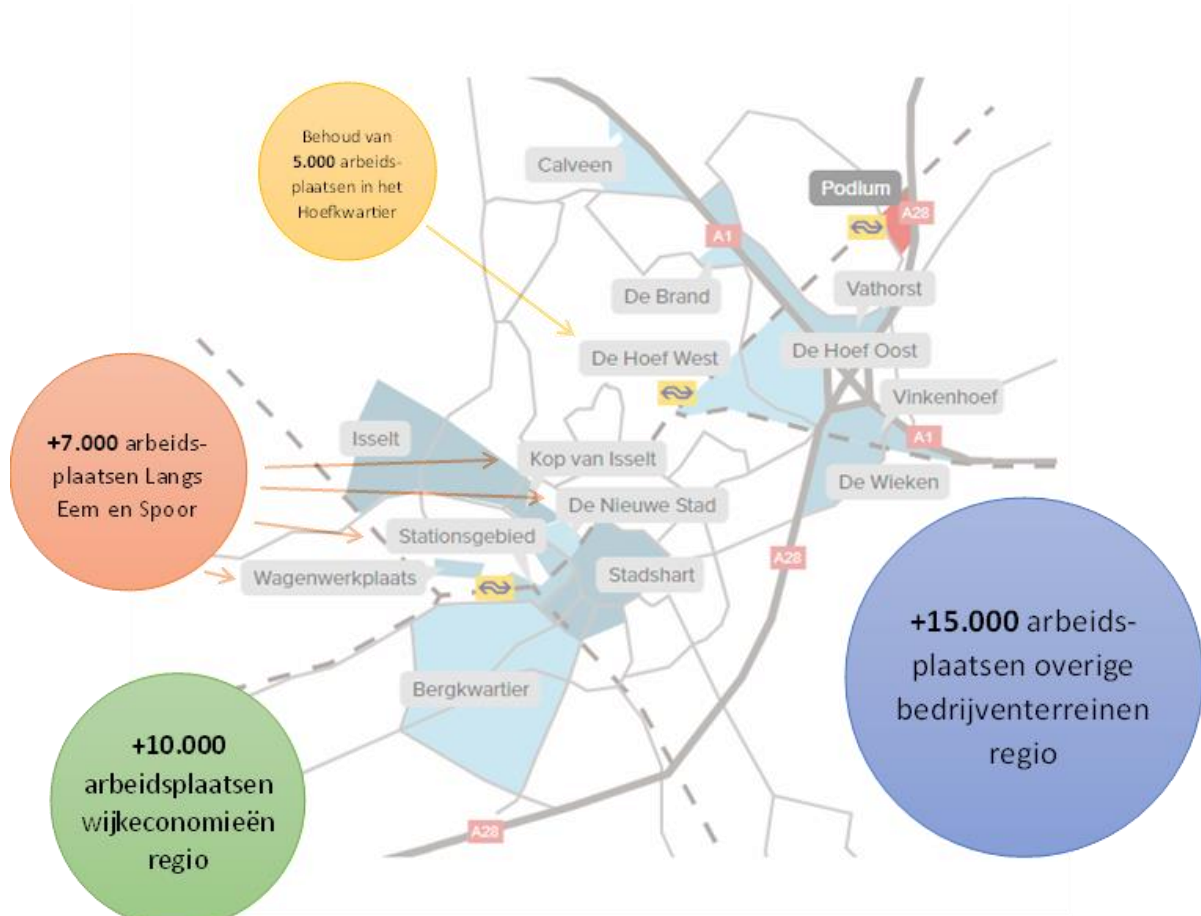 Behoud van
5.000 arbeids-
plaatsen in het
Hoefkwartier
Calveen
Podium
A28
A1
De Brand
Vathorst
De Hoef West
De Hoef Oost
Vinkenhoef
A1
+7.000 arbeids-
plaatsen Langs
Eem en Spoor
Isselt
Kop van Isselt
De Wieken
De Nieuwe Stad
Stationsgebied
A28
Wagenwerkplaats
Stadshart
+15.000 arbeids-
plaatsen overige
bedrijventerreinen
regio
Bergkwartier
+10.000
arbeidsplaatsen
wijkeconomieën
regio
A28